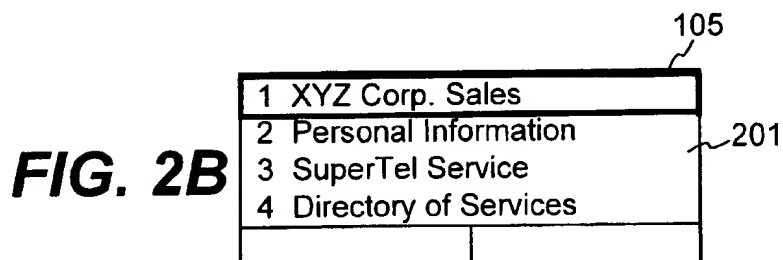 105
1 XYZ Corp. Sales
2 Personal Information
201
3 SuperTel Service
FIG. 2B
4 Directory of Services